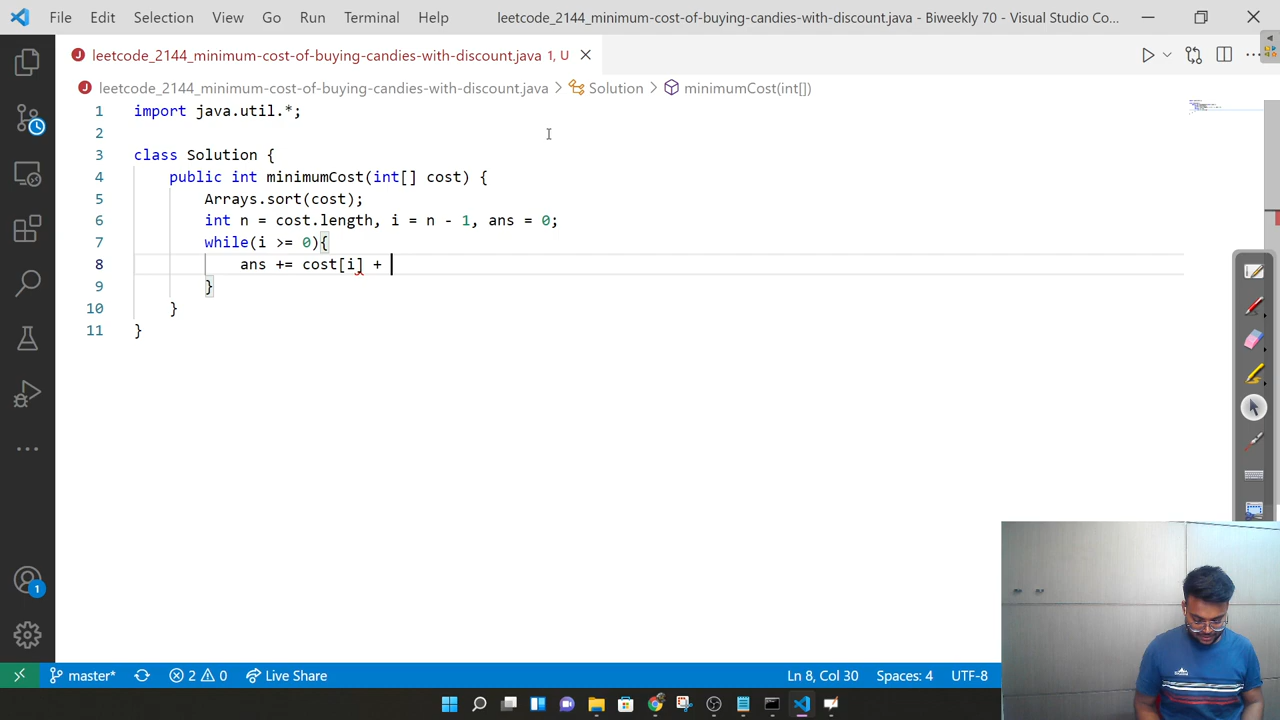 File Edit Selection View Go Run Terminal Help leetcode_2144_minimum-cost-of-buying-candies-with-discount.java - Biweekly 70 - Visual Studio Co...
leetcode_2144_minimum-cost-of-buying-candies-with-discount.java 1, U
leetcode_2144_minimum-cost-of-buying-candies-with-discount.java > Solution > minimumCost(int[])
1 import java.util.*;
2
3 class Solution {
4 public int minimumCost(int[] cost) {
5 Arrays.sort(cost);
6 int n = cost.length, i = n - 1, ans = 0;
7 while(i >= 0){
8 ans += cost[i] +
9 }
10 }
11 }
1
master* 2 0 Live Share Ln 8, Col 30 Spaces: 4 UTF-8